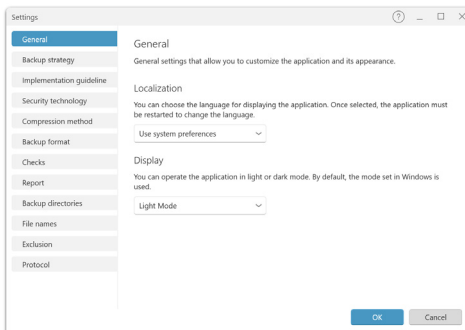 Settings
General
Backup strategy
Implementation guideline
Security technology
Compression method
Backup format
Checks
Report
Backup directories
File names
Exclusion
Protocol
General
General settings that allow you to customize the application and its appearance.
Localization
You can choose the language for displaying the application. Once selected, the application must
be restarted to change the language.
Use system preferences
Display
You can operate the application in light or dark mode. By default, the mode set in Windows is
used.
Light Mode
OK
Cancel